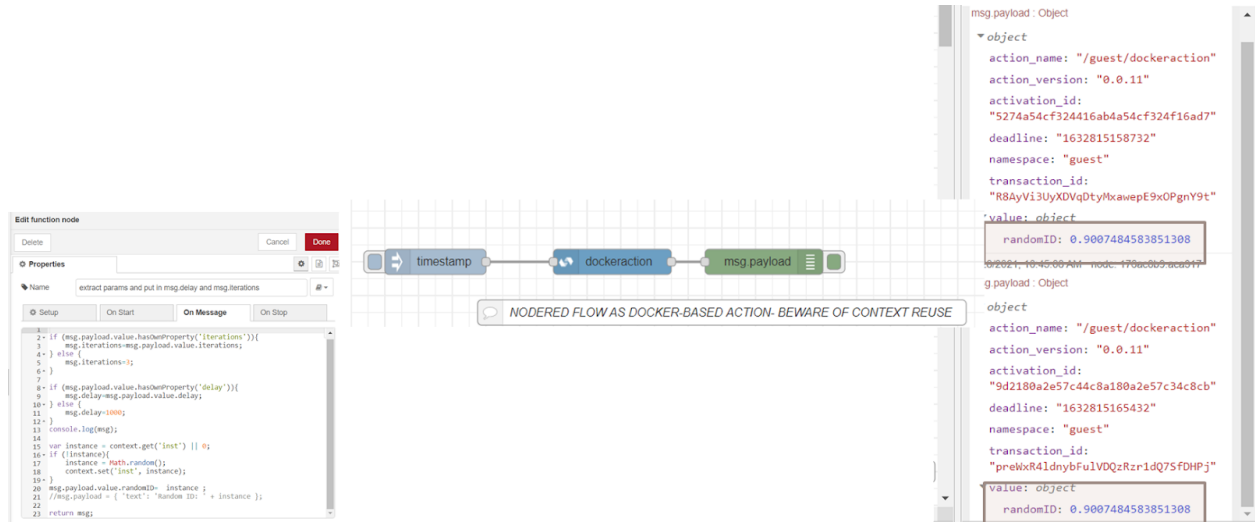 Edit function node
Delete
Cancel
Done
Properties
Name
extract params and put in msg.delay and msg.iterations
Setup
On Start
On Message
On Stop
1
2 if (msg.payload.value.hasOwnProperty('iterations')){
3 msg.iterations=msg.payload.value.iterations;
4 } else {
5 msg.iterations=3;
6 }
7
8 if (msg.payload.value.hasOwnProperty('delay')){
9 msg.delay=msg.payload.value.delay;
10 } else {
11 msg.delay=1000;
12 }
13 console.log(msg);
14
15 var instance = context.get('inst') || 0;
16 if (!instance){
17 instance = Math.random();
18 context.set('inst', instance);
19 }
20 msg.payload.value.randomID= instance ;
21 //msg.payload = { 'text': 'Random ID: ' + instance };
22
23 return msg;
timestamp
dockeraction
msg.payload
NODERED FLOW AS DOCKER-BASED ACTION- BEWARE OF CONTEXT REUSE
msg.payload : Object
object
action_name: "/guest/dockeraction"
action_version: "0.0.11"
activation_id:
"5274a54cf324416ab4a54cf324f16ad7"
deadline: "1632815158732"
namespace: "guest"
transaction_id:
"R8AyVi3UyXDVqDtyMxawepE9xOPgnY9t"
value: object
randomID: 0.9007484583851308
g.payload : Object
object
action_name: "/guest/dockeraction"
action_version: "0.0.11"
activation_id:
"9d2180a2e57c44c8a180a2e57c34c8cb"
deadline: "1632815165432"
namespace: "guest"
transaction_id:
"preWxR4ldnybFulVDQzRzr1dQ7SfDHPj"
value: object
randomID: 0.9007484583851308